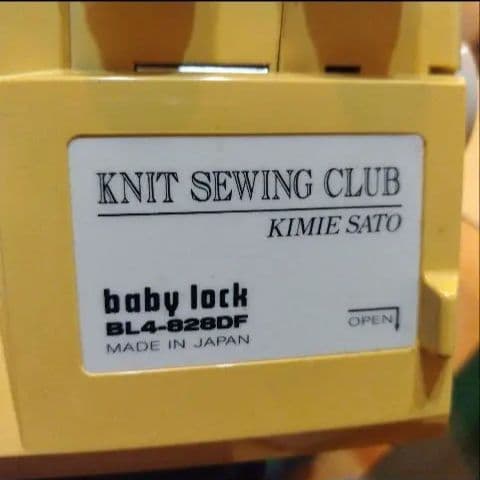 KNIT SEWING CLUB
KIMIE SATO
baby lock
BL4-828DF
MADE IN JAPAN
OPEN